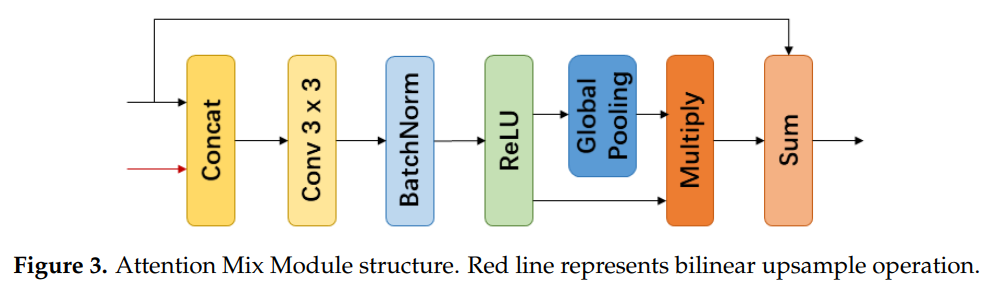 Concat
Conv 3 x 3
BatchNorm
ReLU
Global
Pooling
Multiply
Sum
Figure 3. Attention Mix Module structure. Red line represents bilinear upsample operation.